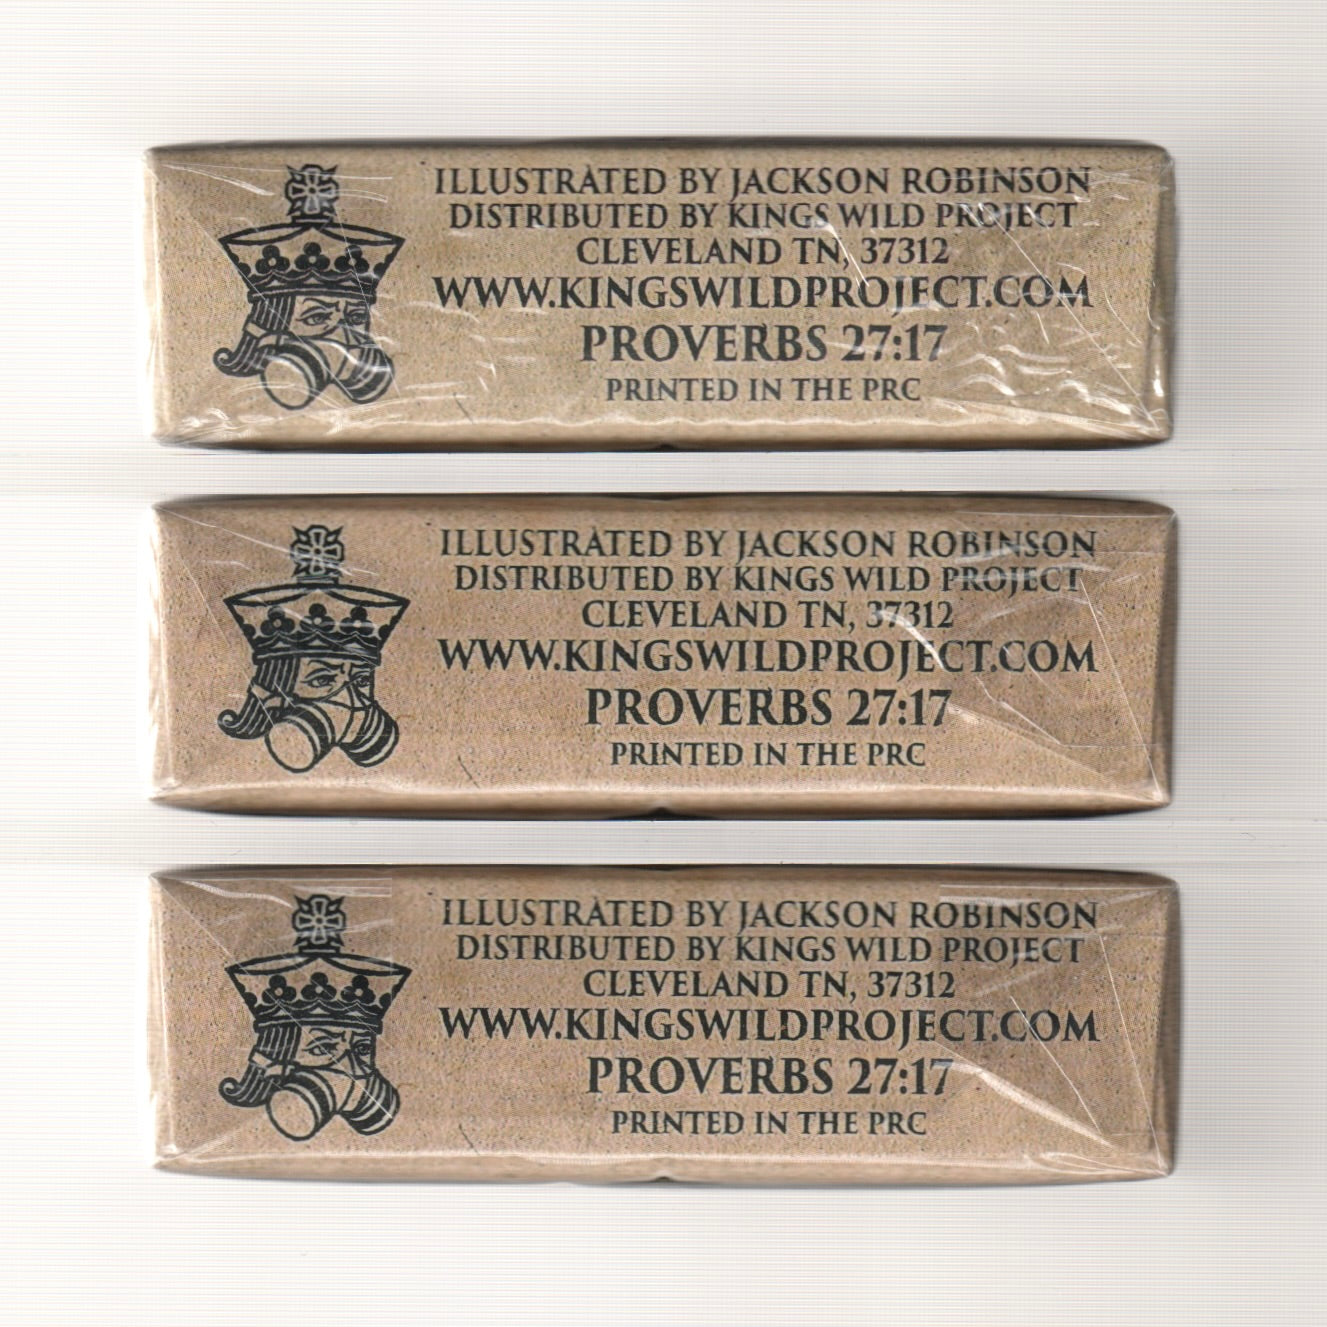 ILLUSTRATED BY JACKSON ROBINSON
DISTRIBUTED BY KINGS WILD PROJECT
CLEVELAND TN, 37312
WWW.KINGSWILDPROJECT.COM
PROVERBS 27:17
PRINTED IN THE PRC
ILLUSTRATED BY JACKSON ROBINSON
DISTRIBUTED BY KINGS WILD PROJECT
CLEVELAND TN, 37312
WWW.KINGSWILDPROJECT.COM
PROVERBS 27:17
PRINTED IN THE PRC
ILLUSTRATED BY JACKSON ROBINSON
DISTRIBUTED BY KINGS WILD PROJECT
CLEVELAND TN, 37312
WWW.KINGSWILDPROJECT.COM
PROVERBS 27:17
PRINTED IN THE PRC